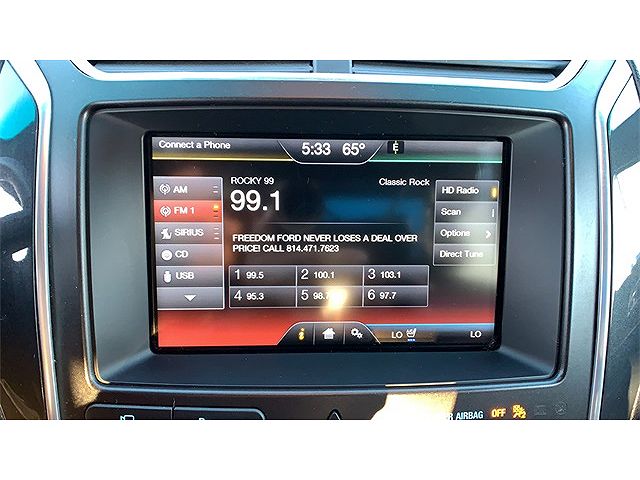 Connect a Phone
5:33 65° E
AM
FM 1
SIRIUS
CD
USB
ROCKY 99
Classic Rock
99.1
FREEDOM FORD NEVER LOSES A DEAL OVER
PRICE! CALL 814.471.7623
1 99.5 2 100.1 3 103.1
4 95.3 5 98. 6 97.7
HD Radio
Scan
Options
Direct Tune
i LO LO
AIRBAG OFF